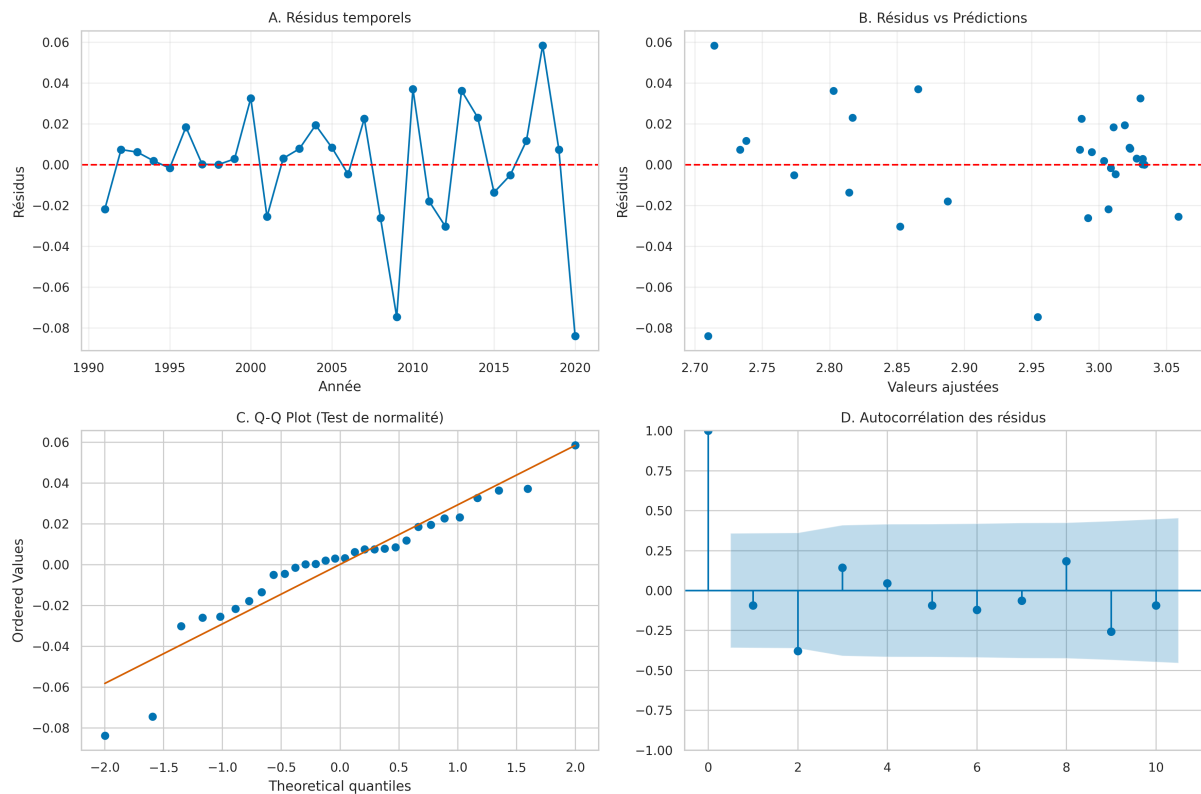 A. Résidus temporels
0.06
0.04
0.02
0.00
−0.02
−0.04
−0.06
−0.08
Résidus
1990 1995 2000 2005 2010 2015 2020
Année
B. Résidus vs Prédictions
0.06
0.04
0.02
0.00
−0.02
−0.04
−0.06
−0.08
Résidus
2.70 2.75 2.80 2.85 2.90 2.95 3.00 3.05
Valeurs ajustées
C. Q-Q Plot (Test de normalité)
0.06
0.04
0.02
0.00
−0.02
−0.04
−0.06
−0.08
Ordered Values
−2.0 −1.5 −1.0 −0.5 0.0 0.5 1.0 1.5 2.0
Theoretical quantiles
D. Autocorrélation des résidus
1.00
0.75
0.50
0.25
0.00
−0.25
−0.50
−0.75
−1.00
0 2 4 6 8 10